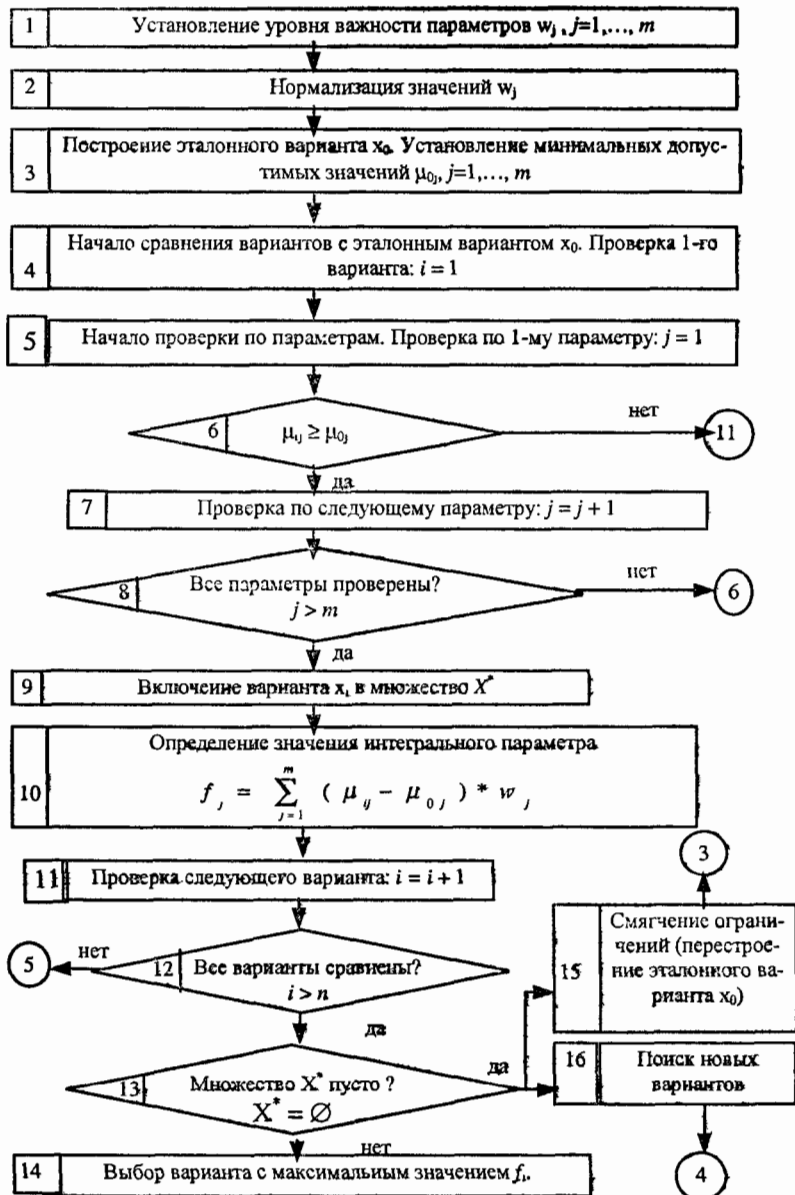 1 Установление уровня важности параметров wj , j=1,…, m
2 Нормализация значений wj
3 Построение эталонного варианта x0. Установление минимальных допус-
тимых значений μ0j, j=1,…, m
4 Начало сравнения вариантов с эталонным вариантом x0. Проверка 1-го
варианта: i = 1
5 Начало проверки по параметрам. Проверка по 1-му параметру: j = 1
6 μij ≥ μ0j
нет
11
да
7 Проверка по следующему параметру: j = j + 1
8 Все параметры проверены?
j > m
нет
6
да
9 Включение варианта xi в множество X*
10 Определение значения интегрального параметра
f j = ∑ j=1 m ( μ ij − μ 0 j ) * w j
11 Проверка следующего варианта: i = i + 1
12 Все варианты сравнены?
i > n
нет
5
да
13 Множество X* пусто ?
X* = ∅
да
15 Смягчение ограни-
чений (перестрое-
ние эталонного ва-
рианта x0)
3
16 Поиск новых
вариантов
4
нет
14 Выбор варианта с максимальным значением fi.